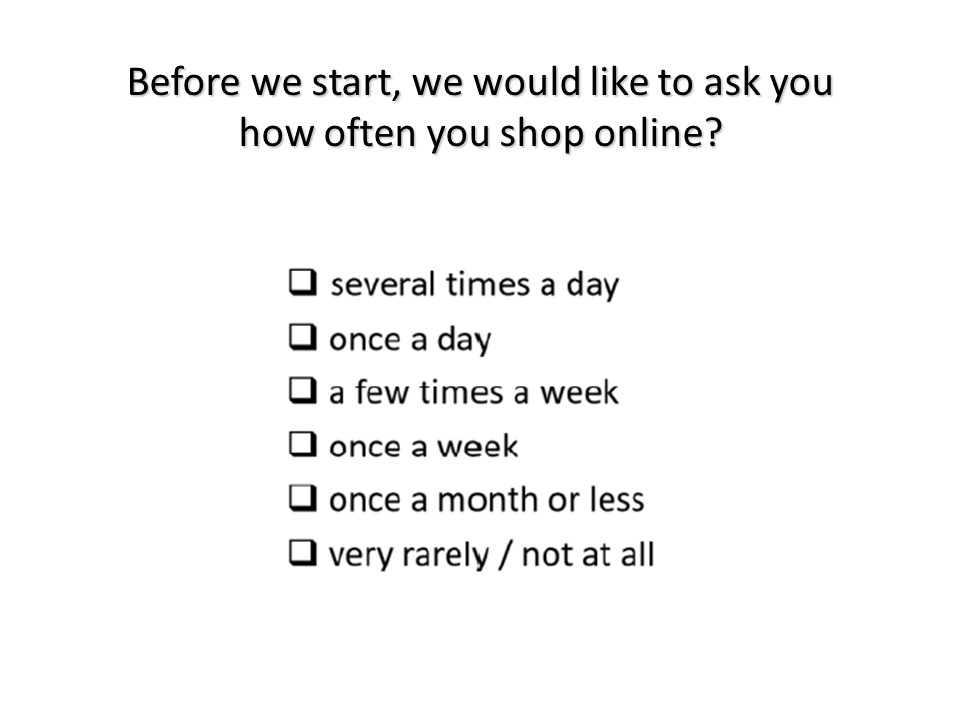 Before we start, we would like to ask you
how often you shop online?
❑ several times a day
❑ once a day
❑ a few times a week
❑ once a week
❑ once a month or less
❑ very rarely / not at all